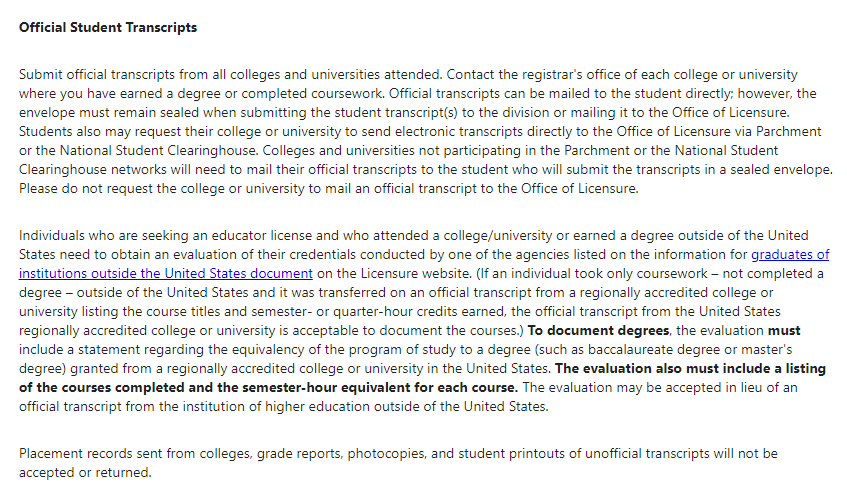 Official Student Transcripts
Submit official transcripts from all colleges and universities attended. Contact the registrar's office of each college or university
where you have earned a degree or completed coursework. Official transcripts can be mailed to the student directly; however, the
envelope must remain sealed when submitting the student transcript(s) to the division or mailing it to the Office of Licensure.
Students also may request their college or university to send electronic transcripts directly to the Office of Licensure via Parchment
or the National Student Clearinghouse. Colleges and universities not participating in the Parchment or the National Student
Clearinghouse networks will need to mail their official transcripts to the student who will submit the transcripts in a sealed envelope.
Please do not request the college or university to mail an official transcript to the Office of Licensure.
Individuals who are seeking an educator license and who attended a college/university or earned a degree outside of the United
States need to obtain an evaluation of their credentials conducted by one of the agencies listed on the information for graduates of
institutions outside the United States document on the Licensure website. (If an individual took only coursework – not completed a
degree – outside of the United States and it was transferred on an official transcript from a regionally accredited college or
university listing the course titles and semester- or quarter-hour credits earned, the official transcript from the United States
regionally accredited college or university is acceptable to document the courses.) To document degrees, the evaluation must
include a statement regarding the equivalency of the program of study to a degree (such as baccalaureate degree or master's
degree) granted from a regionally accredited college or university in the United States. The evaluation also must include a listing
of the courses completed and the semester-hour equivalent for each course. The evaluation may be accepted in lieu of an
official transcript from the institution of higher education outside of the United States.
Placement records sent from colleges, grade reports, photocopies, and student printouts of unofficial transcripts will not be
accepted or returned.